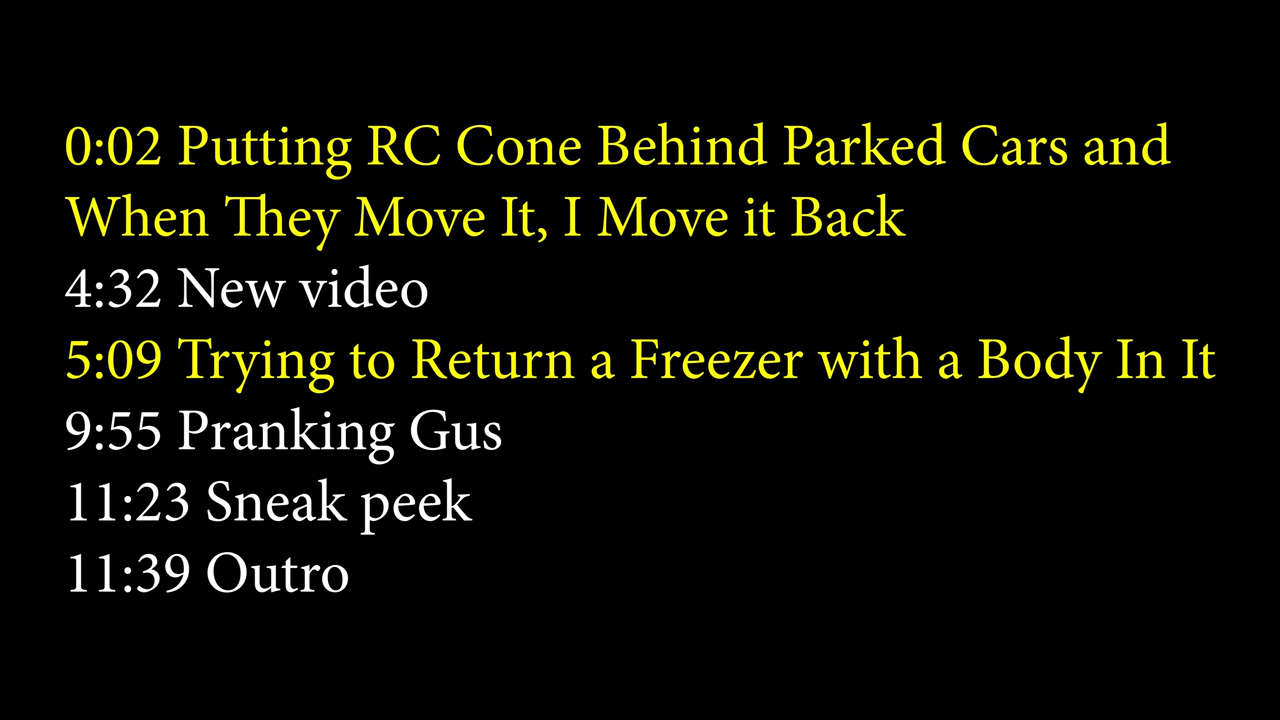 0:02 Putting RC Cone Behind Parked Cars and
When They Move It, I Move it Back
4:32 New video
5:09 Trying to Return a Freezer with a Body In It
9:55 Pranking Gus
11:23 Sneak peek
11:39 Outro